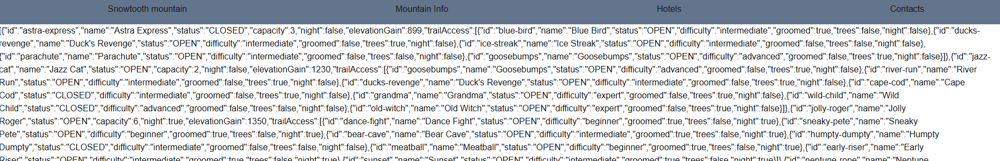 Snowtooth mountain Mountain Info Hotels Contacts
[{"id":"astra-express","name":"Astra Express","status":"CLOSED","capacity":3,"night":false,"elevationGain":899,"trailAccess":[{"id":"blue-bird","name":"Blue Bird","status":"OPEN","difficulty":"intermediate","groomed":true,"trees":false,"night":false},{"id":"ducks-
revenge","name":"Duck's Revenge","status":"OPEN","difficulty":"intermediate","groomed":false,"trees":true,"night":false},{"id":"ice-streak","name":"Ice Streak","status":"OPEN","difficulty":"intermediate","groomed":false,"trees":false,"night":false},
{"id":"parachute","name":"Parachute","status":"OPEN","difficulty":"intermediate","groomed":false,"trees":false,"night":false},{"id":"goosebumps","name":"Goosebumps","status":"OPEN","difficulty":"advanced","groomed":false,"trees":true,"night":false}]},{"id":"jazz-
cat","name":"Jazz Cat","status":"OPEN","capacity":2,"night":false,"elevationGain":1230,"trailAccess":[{"id":"goosebumps","name":"Goosebumps","status":"OPEN","difficulty":"advanced","groomed":false,"trees":true,"night":false},{"id":"river-run","name":"River
Run","status":"OPEN","difficulty":"intermediate","groomed":false,"trees":true,"night":false},{"id":"ducks-revenge","name":"Duck's Revenge","status":"OPEN","difficulty":"intermediate","groomed":false,"trees":true,"night":false},{"id":"cape-cod","name":"Cape
Cod","status":"CLOSED","difficulty":"intermediate","groomed":false,"trees":true,"night":false},{"id":"grandma","name":"Grandma","status":"OPEN","difficulty":"expert","groomed":false,"trees":true,"night":false},{"id":"wild-child","name":"Wild
Child","status":"CLOSED","difficulty":"advanced","groomed":false,"trees":false,"night":false},{"id":"old-witch","name":"Old Witch","status":"OPEN","difficulty":"expert","groomed":false,"trees":true,"night":false}]},{"id":"jolly-roger","name":"Jolly
Roger","status":"OPEN","capacity":6,"night":true,"elevationGain":1350,"trailAccess":[{"id":"dance-fight","name":"Dance Fight","status":"OPEN","difficulty":"beginner","groomed":true,"trees":false,"night":true},{"id":"sneaky-pete","name":"Sneaky
Pete","status":"OPEN","difficulty":"beginner","groomed":true,"trees":false,"night":true},{"id":"bear-cave","name":"Bear Cave","status":"OPEN","difficulty":"intermediate","groomed":true,"trees":false,"night":true},{"id":"humpty-dumpty","name":"Humpty
Dumpty","status":"CLOSED","difficulty":"intermediate","groomed":false,"trees":false,"night":false},{"id":"meatball","name":"Meatball","status":"OPEN","difficulty":"beginner","groomed":true,"trees":false,"night":true},{"id":"early-riser","name":"Early
Riser","status":"OPEN","difficulty":"intermediate","groomed":true,"trees":false,"night":true},{"id":"sunset","name":"Sunset","status":"OPEN","difficulty":"intermediate","groomed":true,"trees":false,"night":true}]},{"id":"neptune-rope","name":"Neptune